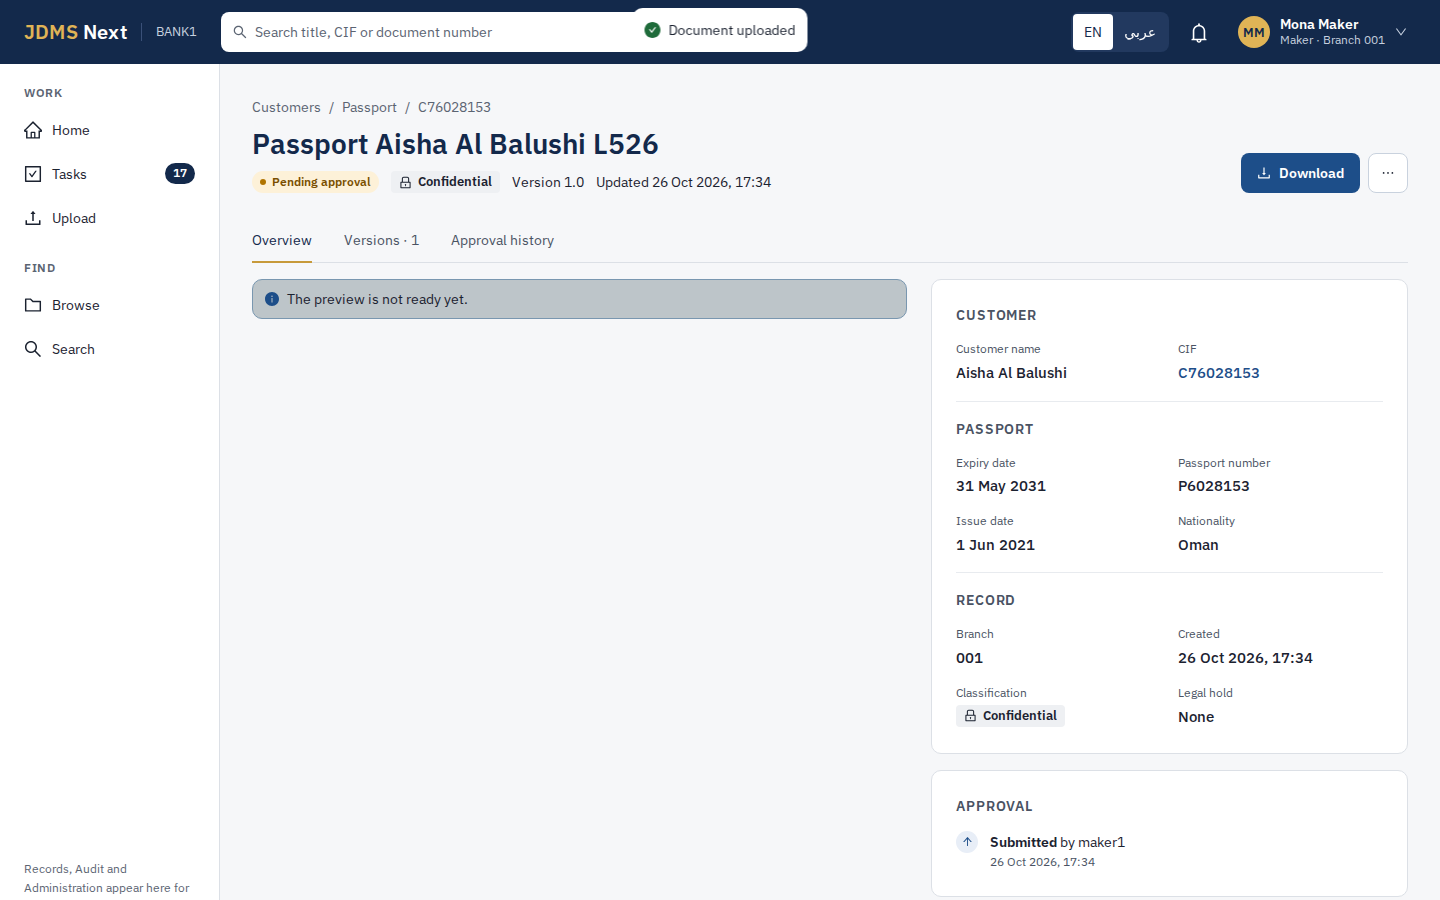 JDMS Next
BANK1
Search title, CIF or document number
Document uploaded
EN
عربي
MM
Mona Maker
Maker · Branch 001
WORK
Home
Tasks
17
Upload
FIND
Browse
Search
Records, Audit and
Administration appear here for
Customers / Passport / C76028153
Passport Aisha Al Balushi L526
Pending approval
Confidential
Version 1.0
Updated 26 Oct 2026, 17:34
Download
...
Overview
Versions · 1
Approval history
The preview is not ready yet.
CUSTOMER
Customer name
CIF
Aisha Al Balushi
C76028153
PASSPORT
Expiry date
Passport number
31 May 2031
P6028153
Issue date
Nationality
1 Jun 2021
Oman
RECORD
Branch
Created
001
26 Oct 2026, 17:34
Classification
Legal hold
Confidential
None
APPROVAL
Submitted by maker1
26 Oct 2026, 17:34